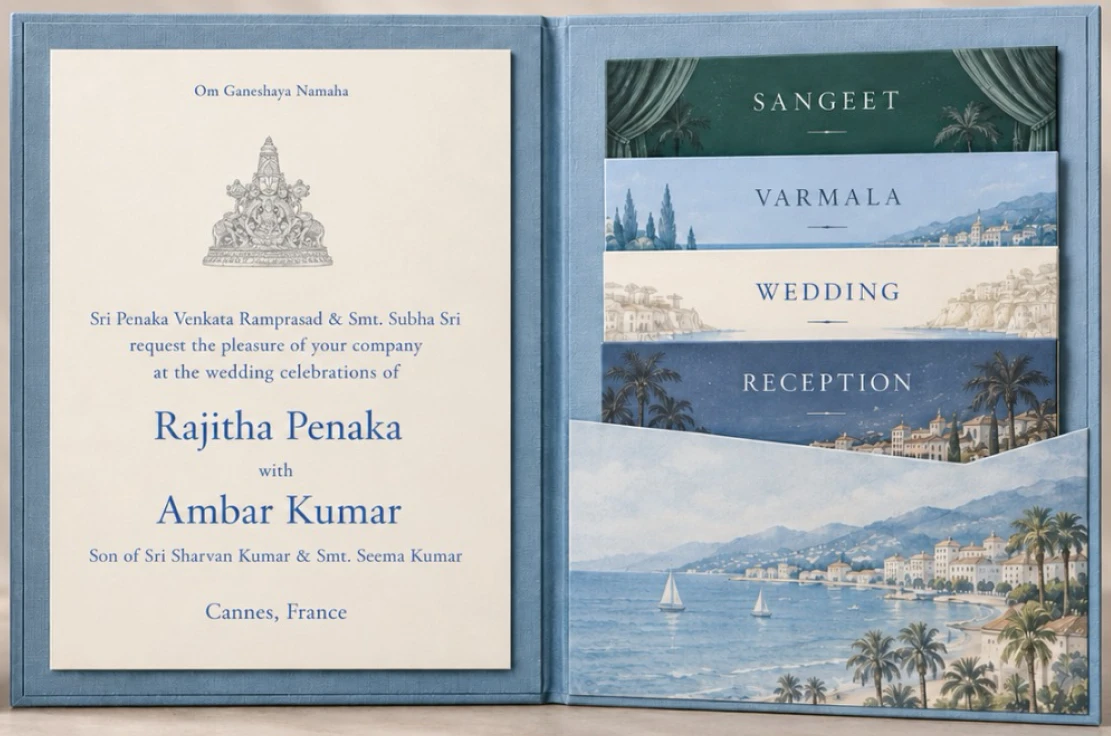 Om Ganeshaya Namaha
Sri Penaka Venkata Ramprasad & Smt. Subha Sri
request the pleasure of your company
at the wedding celebrations of
Rajitha Penaka
with
Ambar Kumar
Son of Sri Sharvan Kumar & Smt. Seema Kumar
Cannes, France
SANGEET
VARMALA
WEDDING
RECEPTION